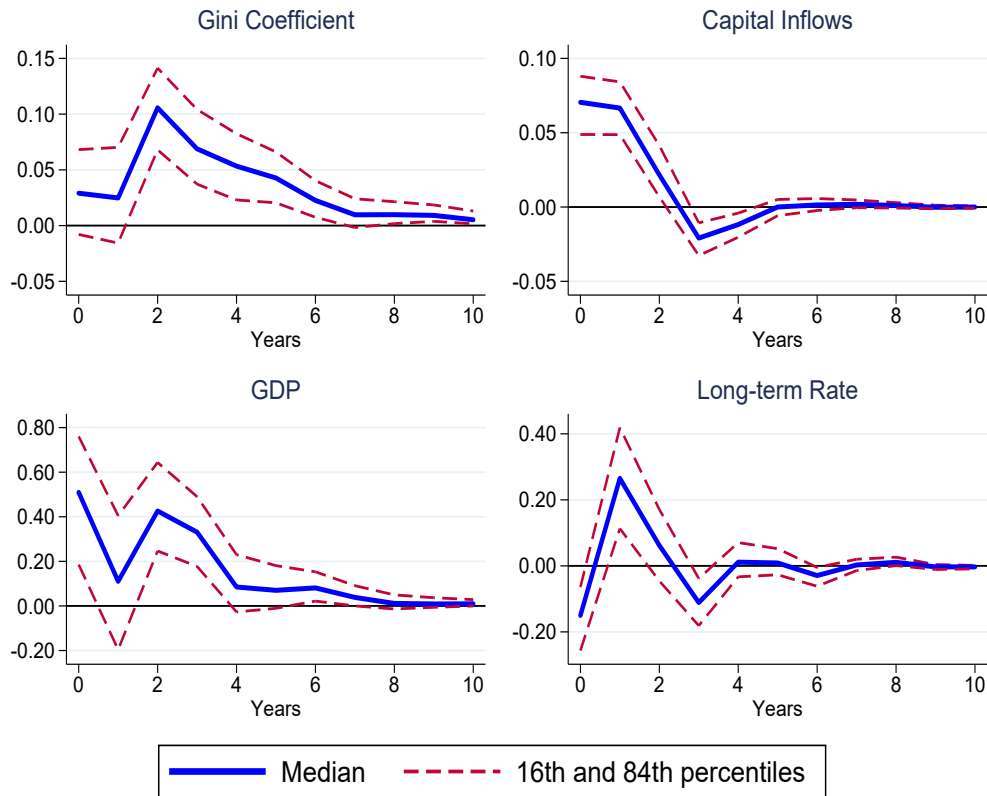 Gini Coefficient
0.15
0.10
0.05
0.00
-0.05
0 2 4 6 8 10
Years
Capital Inflows
0.10
0.05
0.00
-0.05
0 2 4 6 8 10
Years
GDP
0.80
0.60
0.40
0.20
0.00
-0.20
0 2 4 6 8 10
Years
Long-term Rate
0.40
0.20
0.00
-0.20
0 2 4 6 8 10
Years
Median 16th and 84th percentiles